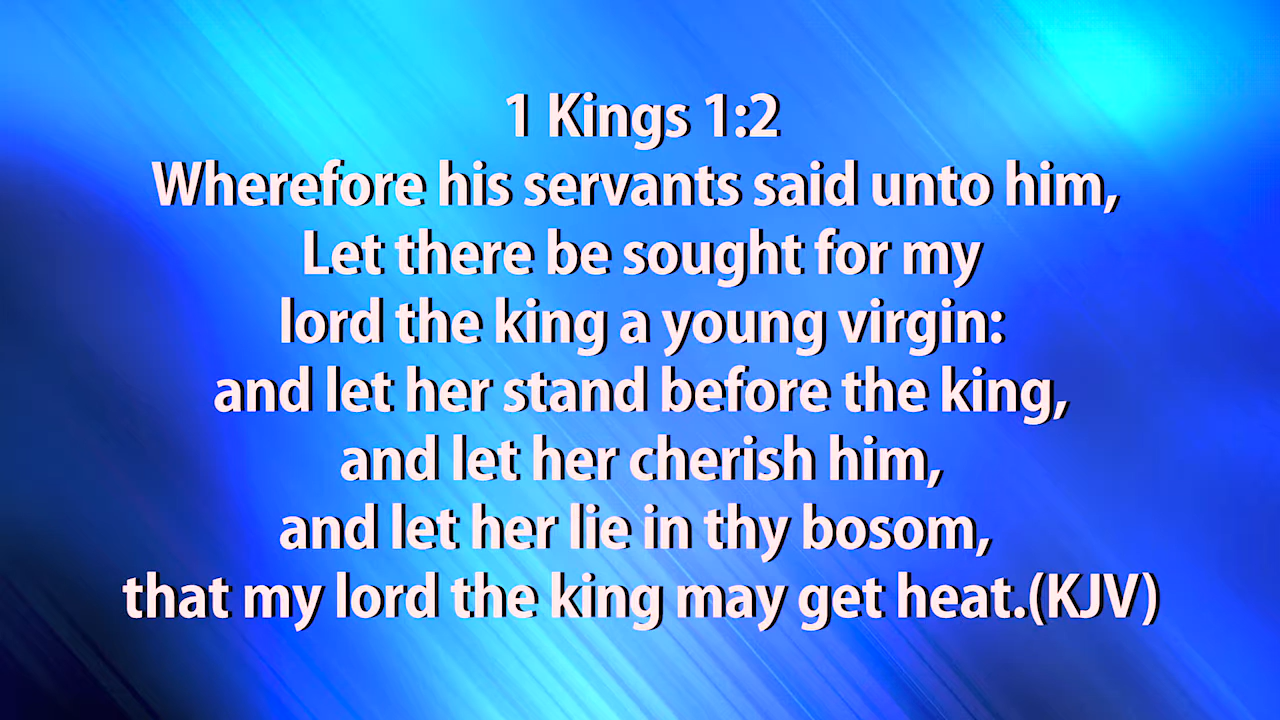 1 Kings 1:2
Wherefore his servants said unto him,
Let there be sought for my
lord the king a young virgin:
and let her stand before the king,
and let her cherish him,
and let her lie in thy bosom,
that my lord the king may get heat.(KJV)